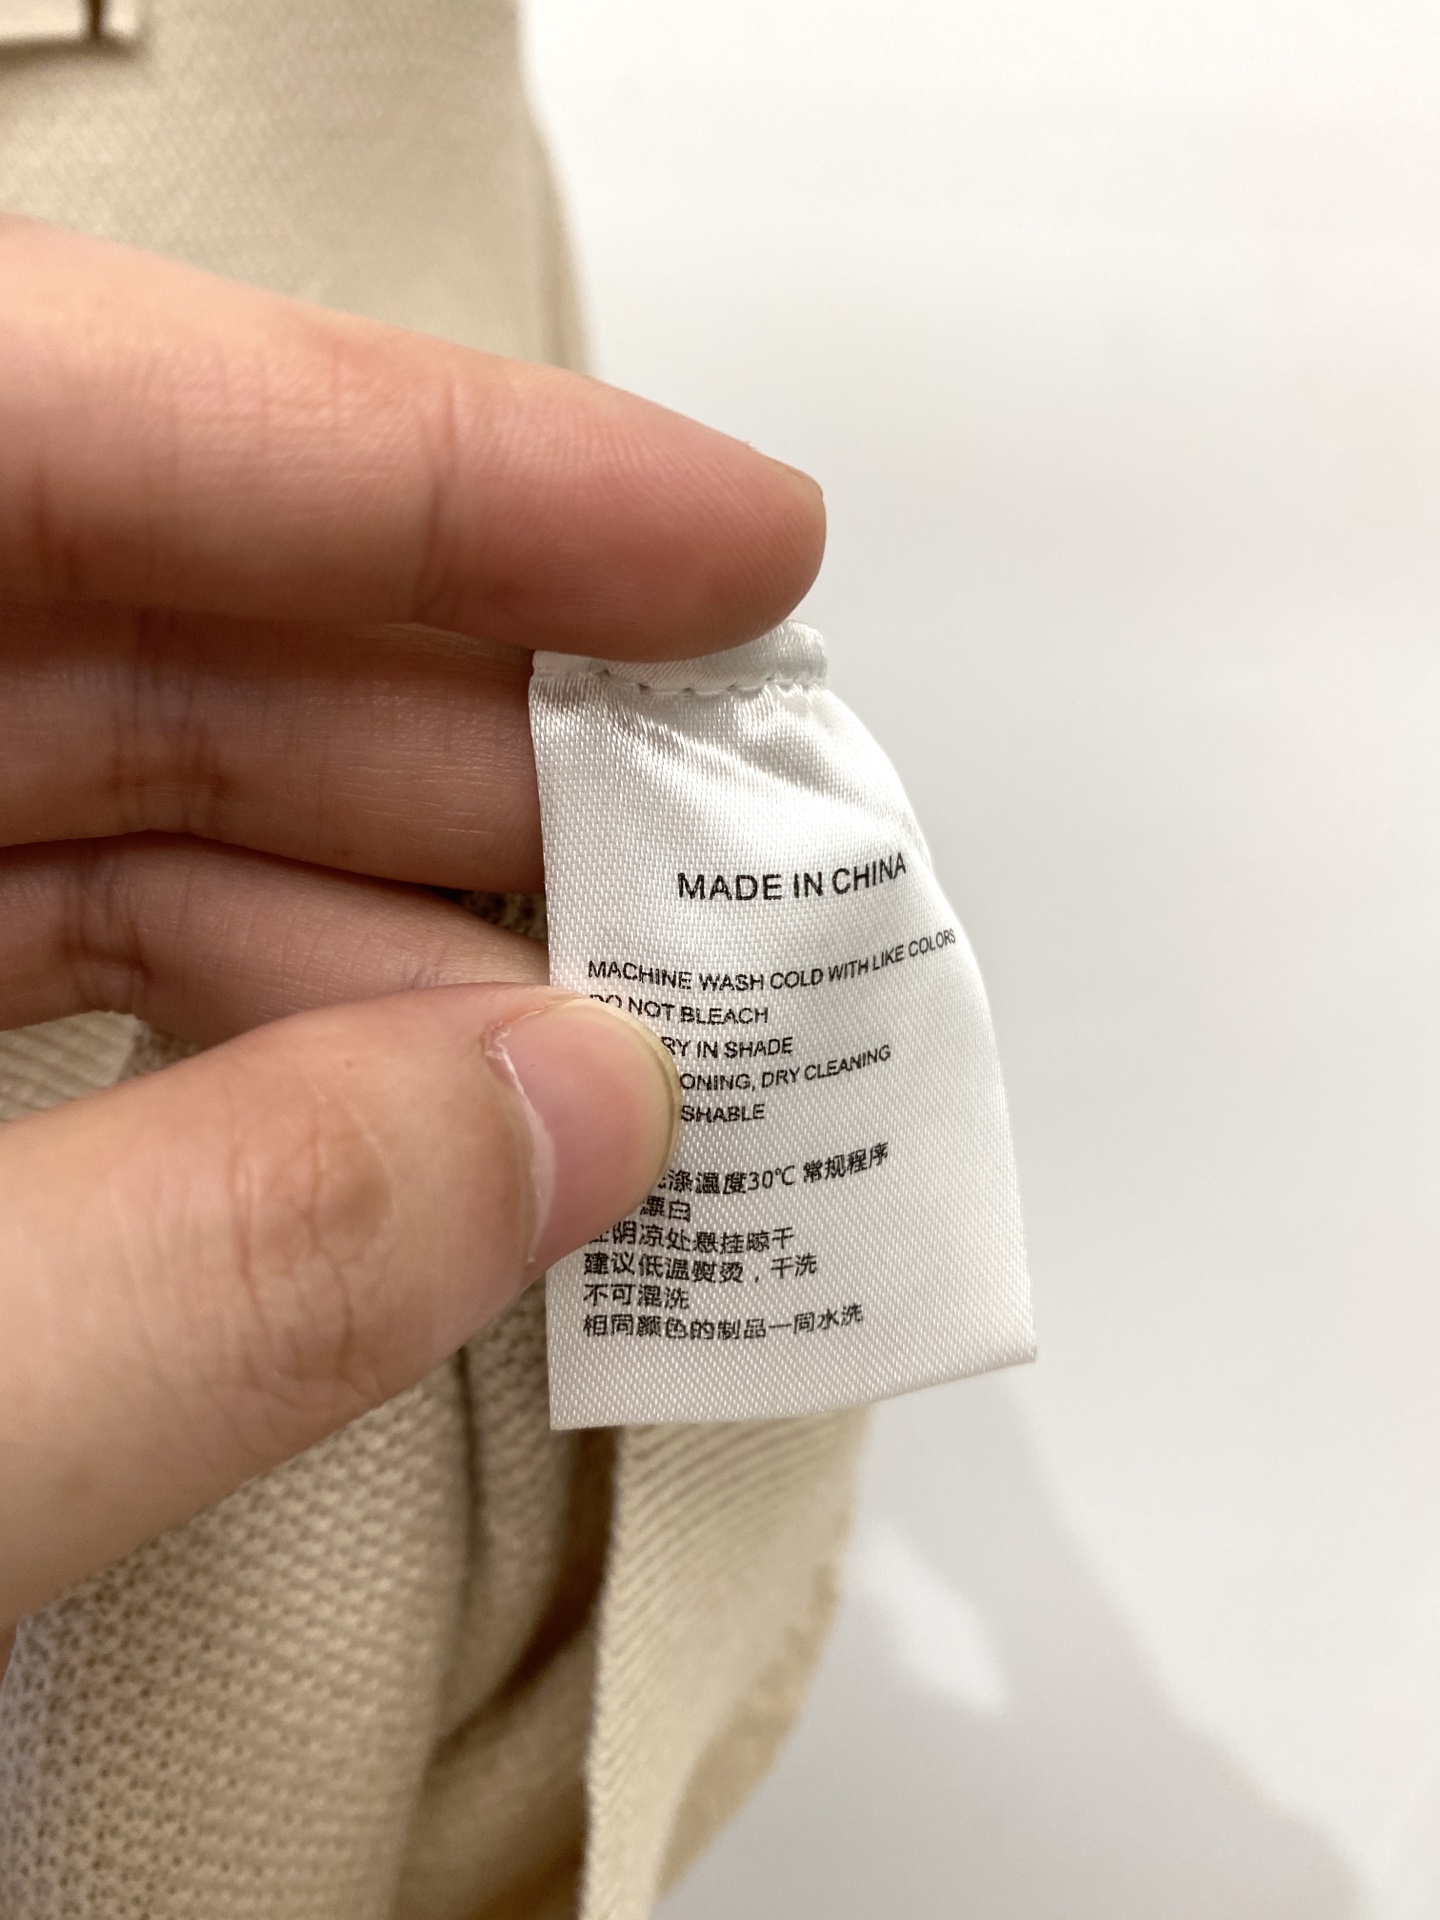 MADE IN CHINA
MACHINE WASH COLD WITH LIKE COLORS
DO NOT BLEACH
RY IN SHADE
ONING, DRY CLEANING
SHABLE
涤温度30℃ 常规程序
漂白
阴凉处悬挂晾干
建议低温熨烫，干洗
不可混洗
相同颜色的制品一同水洗